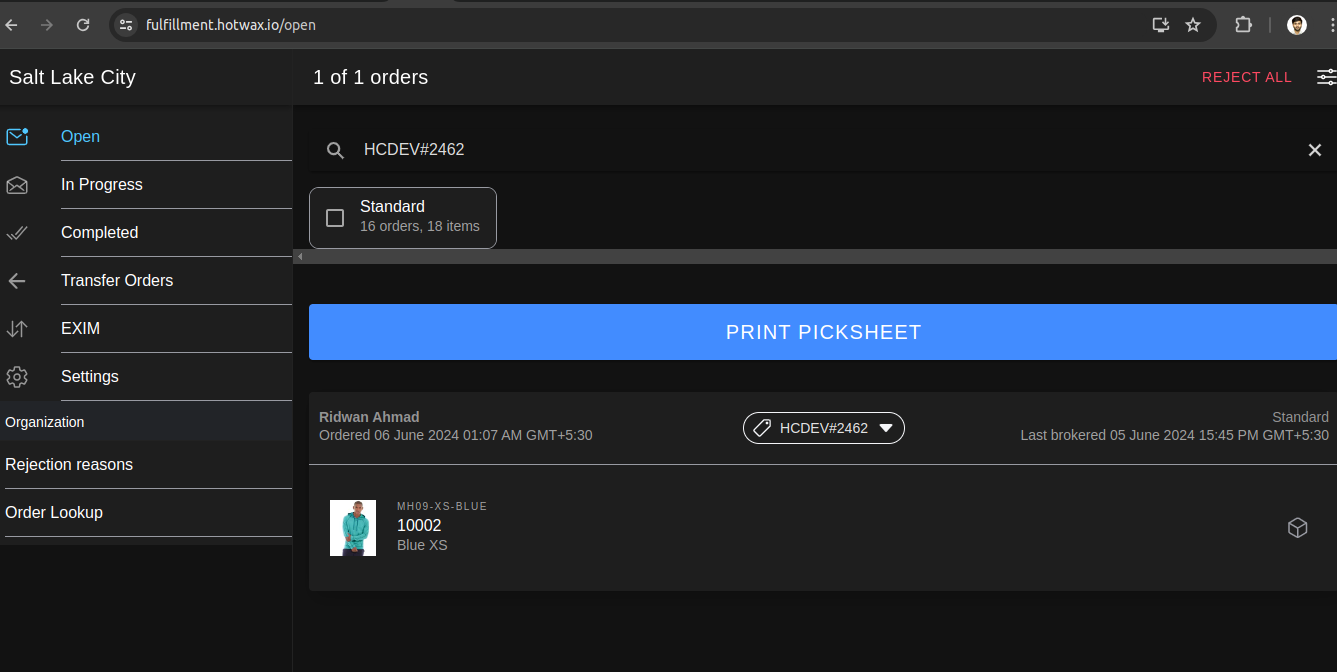 fulfillment.hotwax.io/open
Salt Lake City
1 of 1 orders
REJECT ALL
Open
In Progress
Completed
Transfer Orders
EXIM
Settings
Organization
Rejection reasons
Order Lookup
HCDEV#2462
Standard
16 orders, 18 items
PRINT PICKSHEET
Ridwan Ahmad
Ordered 06 June 2024 01:07 AM GMT+5:30
HCDEV#2462
Standard
Last brokered 05 June 2024 15:45 PM GMT+5:30
MH09-XS-BLUE
10002
Blue XS